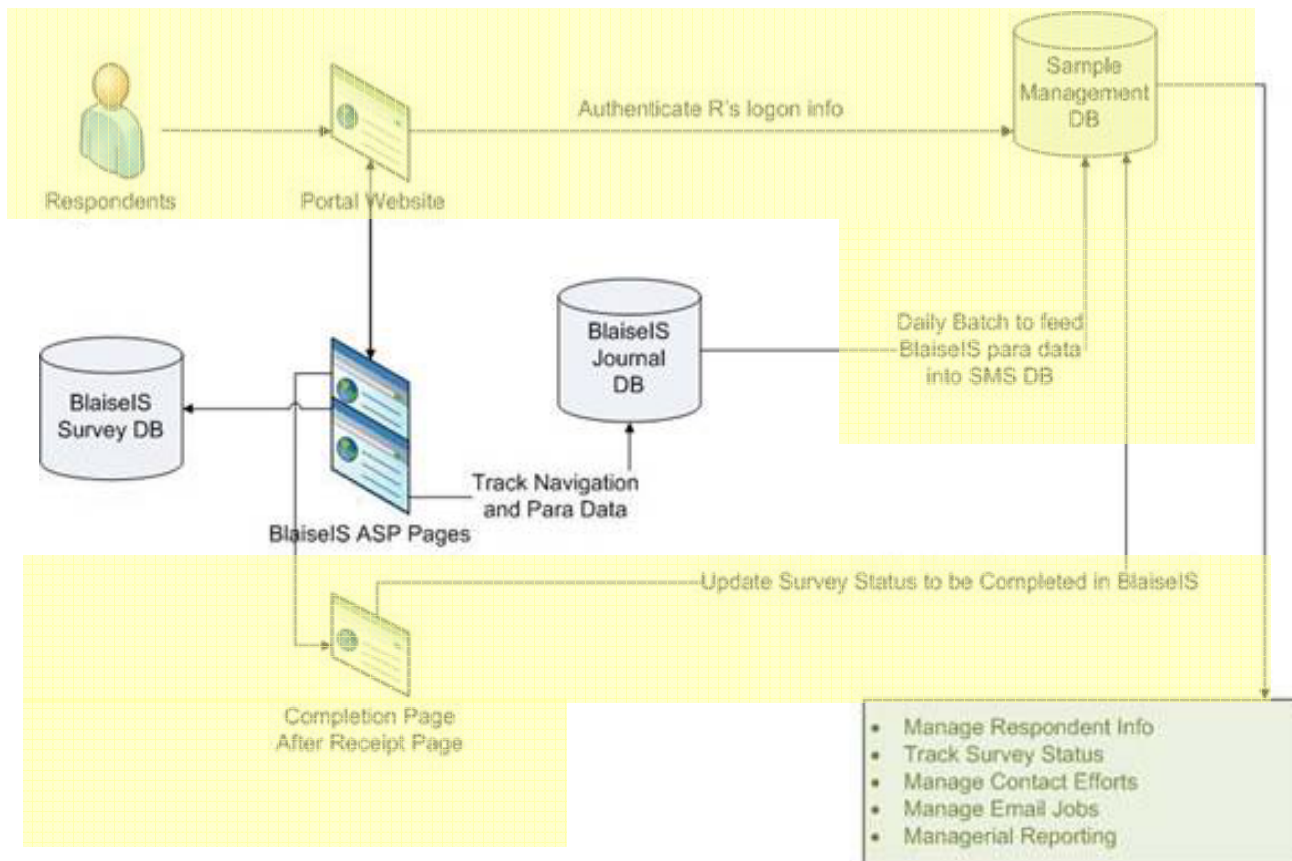 Sample
Management
DB
Authenticate R's logon info
Respondents
Portal Website
BlaiseIS
Journal
DB
Daily Batch to feed
BlaiseIS para data
into SMS DB
BlaiseIS
Survey DB
Track Navigation
and Para Data
BlaiseIS ASP Pages
Update Survey Status to be Completed in BlaiseIS
Completion Page
After Receipt Page
• Manage Respondent Info
• Track Survey Status
• Manage Contact Efforts
• Manage Email Jobs
• Managerial Reporting